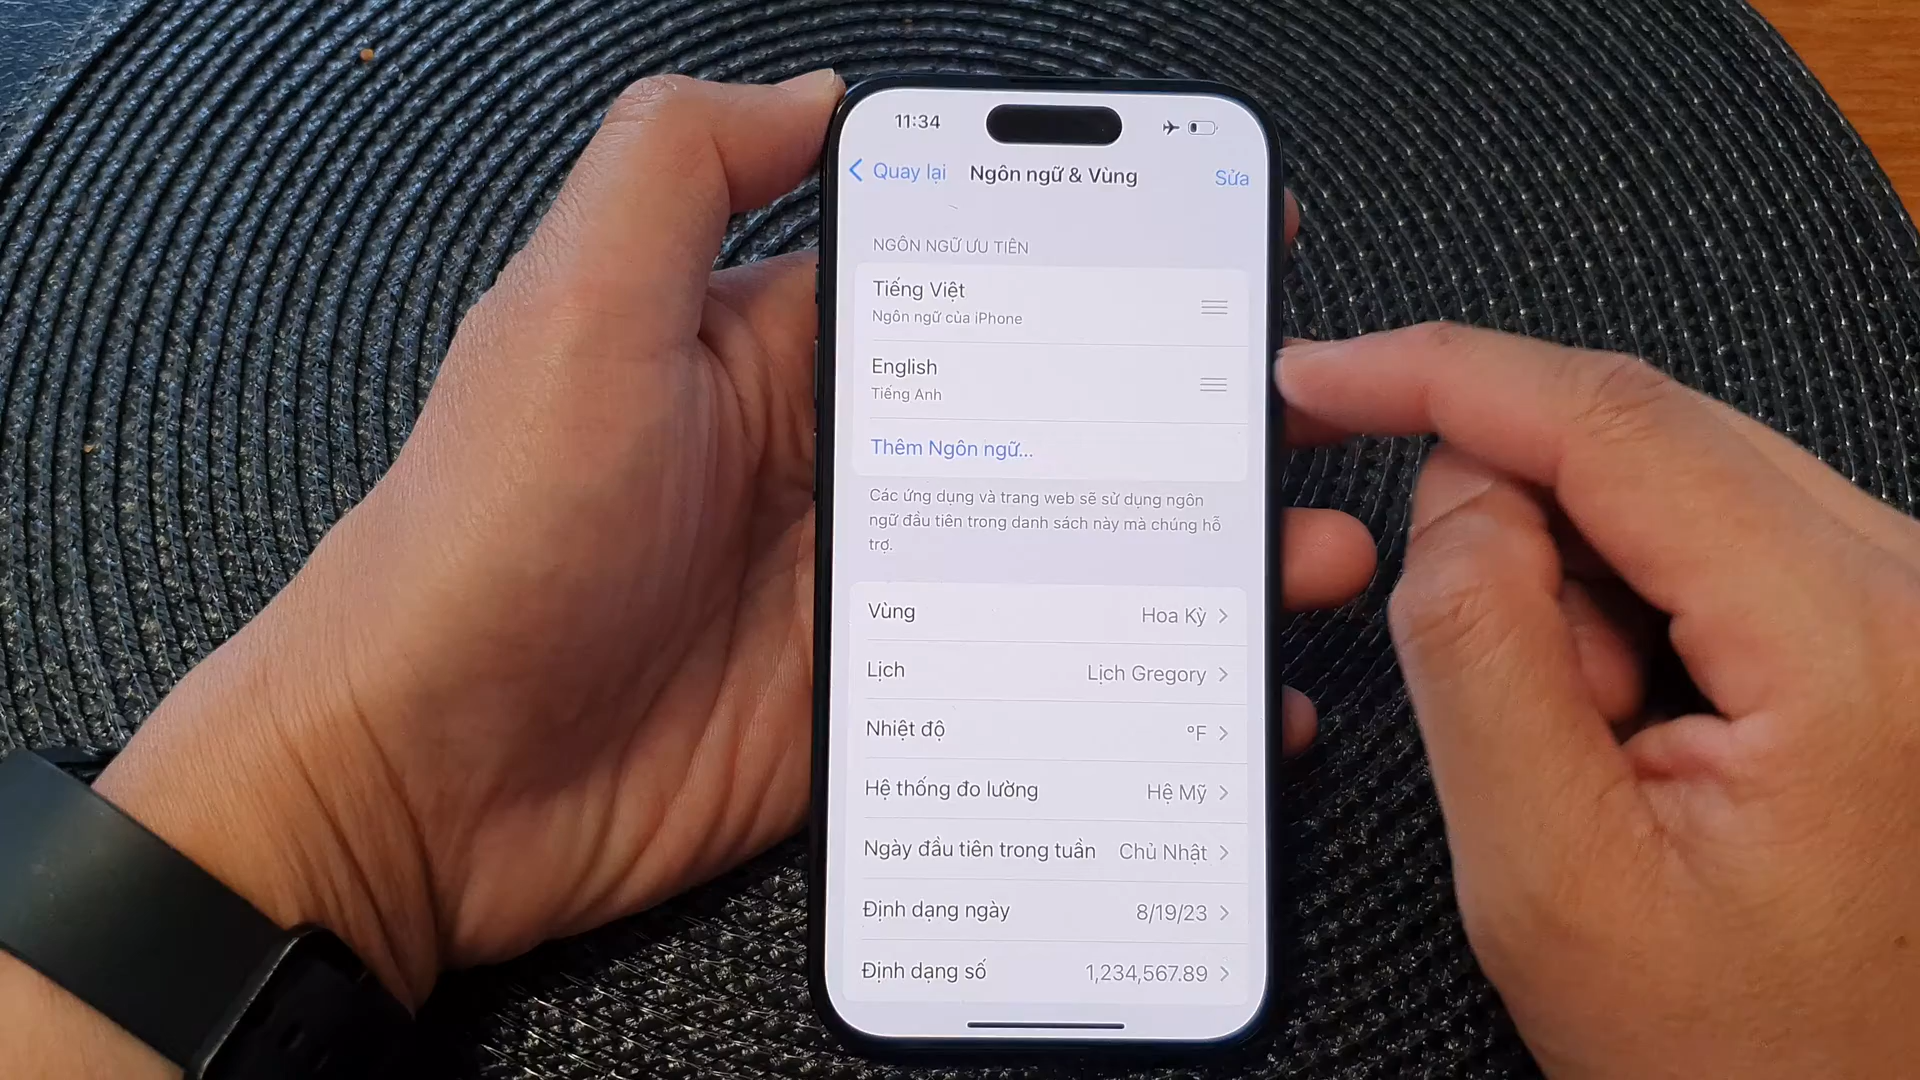 11:34
Quay lại
Ngôn ngữ & Vùng
Sửa
NGÔN NGỮ ƯU TIÊN
Tiếng Việt
Ngôn ngữ của iPhone
English
Tiếng Anh
Thêm Ngôn ngữ...
Các ứng dụng và trang web sẽ sử dụng ngôn
ngữ đầu tiên trong danh sách này mà chúng hỗ
trợ.
Vùng Hoa Kỳ
Lịch Lịch Gregory
Nhiệt độ °F
Hệ thống đo lường Hệ Mỹ
Ngày đầu tiên trong tuần Chủ Nhật
Định dạng ngày 8/19/23
Định dạng số 1,234,567.89